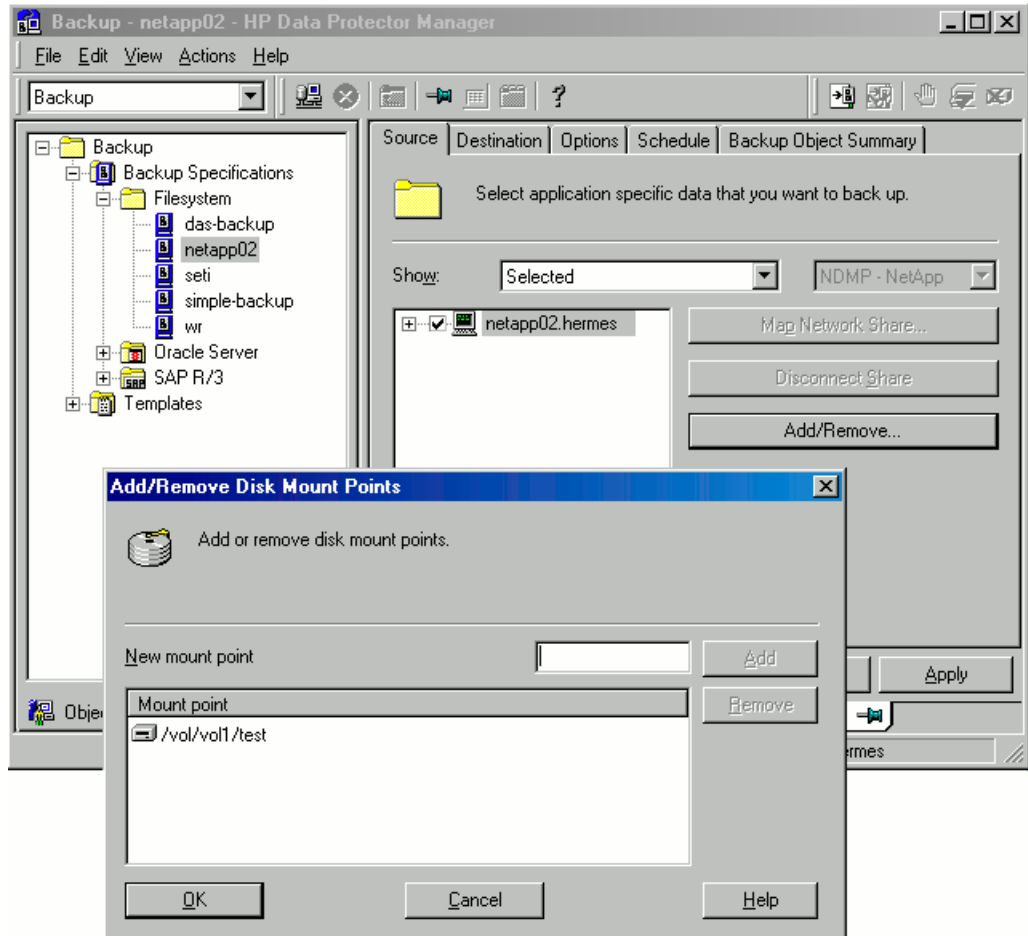 Backup - netapp02 - HP Data Protector Manager
File Edit View Actions Help
Backup
Backup
Backup Specifications
Filesystem
das-backup
netapp02
seti
simple-backup
wr
Oracle Server
SAP R/3
Templates
Source Destination Options Schedule Backup Object Summary
Select application specific data that you want to back up.
Show: Selected NDMP - NetApp
netapp02.hermes
Map Network Share...
Disconnect Share
Add/Remove...
Apply
Obje
ermes
Add/Remove Disk Mount Points
Add or remove disk mount points.
New mount point
Add
Mount point
Remove
/vol/vol1/test
OK Cancel Help